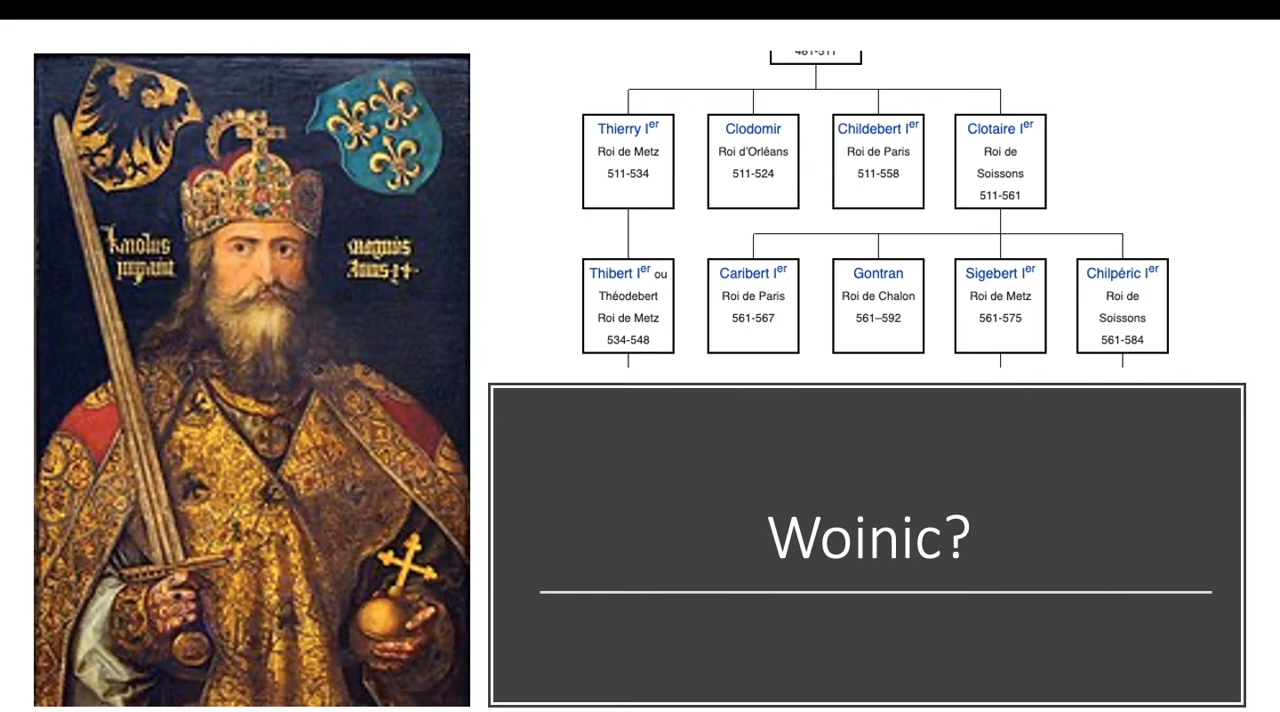 Thierry Ier
Roi de Metz
511-534
Clodomir
Roi d'Orléans
511-524
Childebert Ier
Roi de Paris
511-558
Clotaire Ier
Roi de
Soissons
511-561
Thibert Ier ou
Théodebert
Roi de Metz
534-548
Caribert Ier
Roi de Paris
561-567
Gontran
Roi de Chalon
561–592
Sigebert Ier
Roi de Metz
561-575
Chilpéric Ier
Roi de
Soissons
561-584
Woinic?